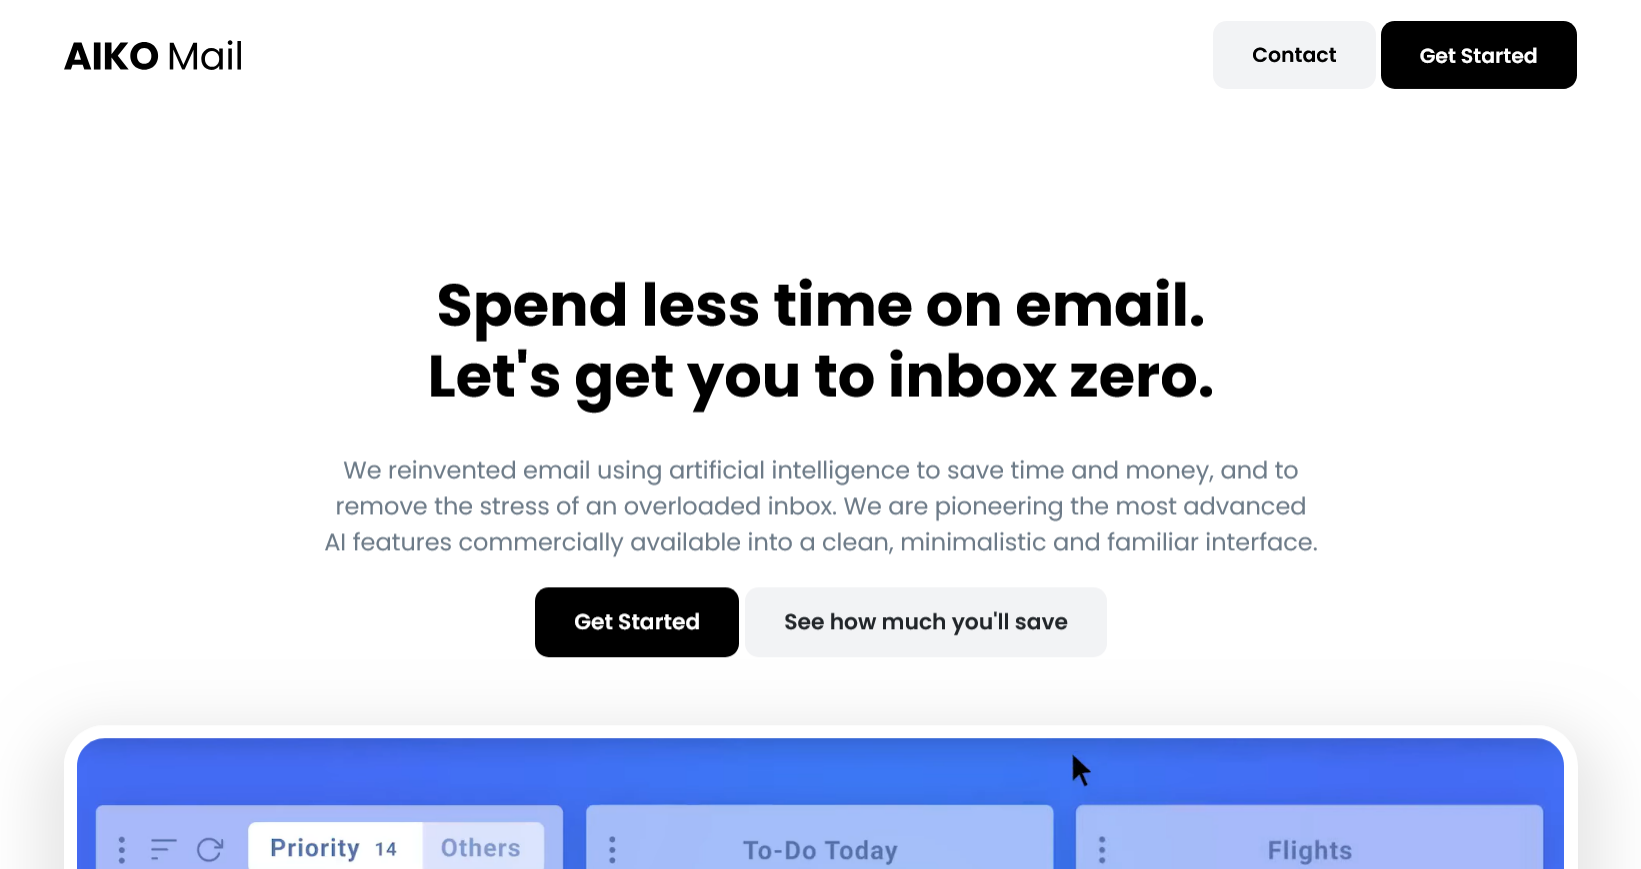 AIKO Mail
Contact
Get Started
Spend less time on email.
Let's get you to inbox zero.
We reinvented email using artificial intelligence to save time and money, and to
remove the stress of an overloaded inbox. We are pioneering the most advanced
AI features commercially available into a clean, minimalistic and familiar interface.
Get Started
See how much you'll save
Priority 14
Others
To-Do Today
Flights